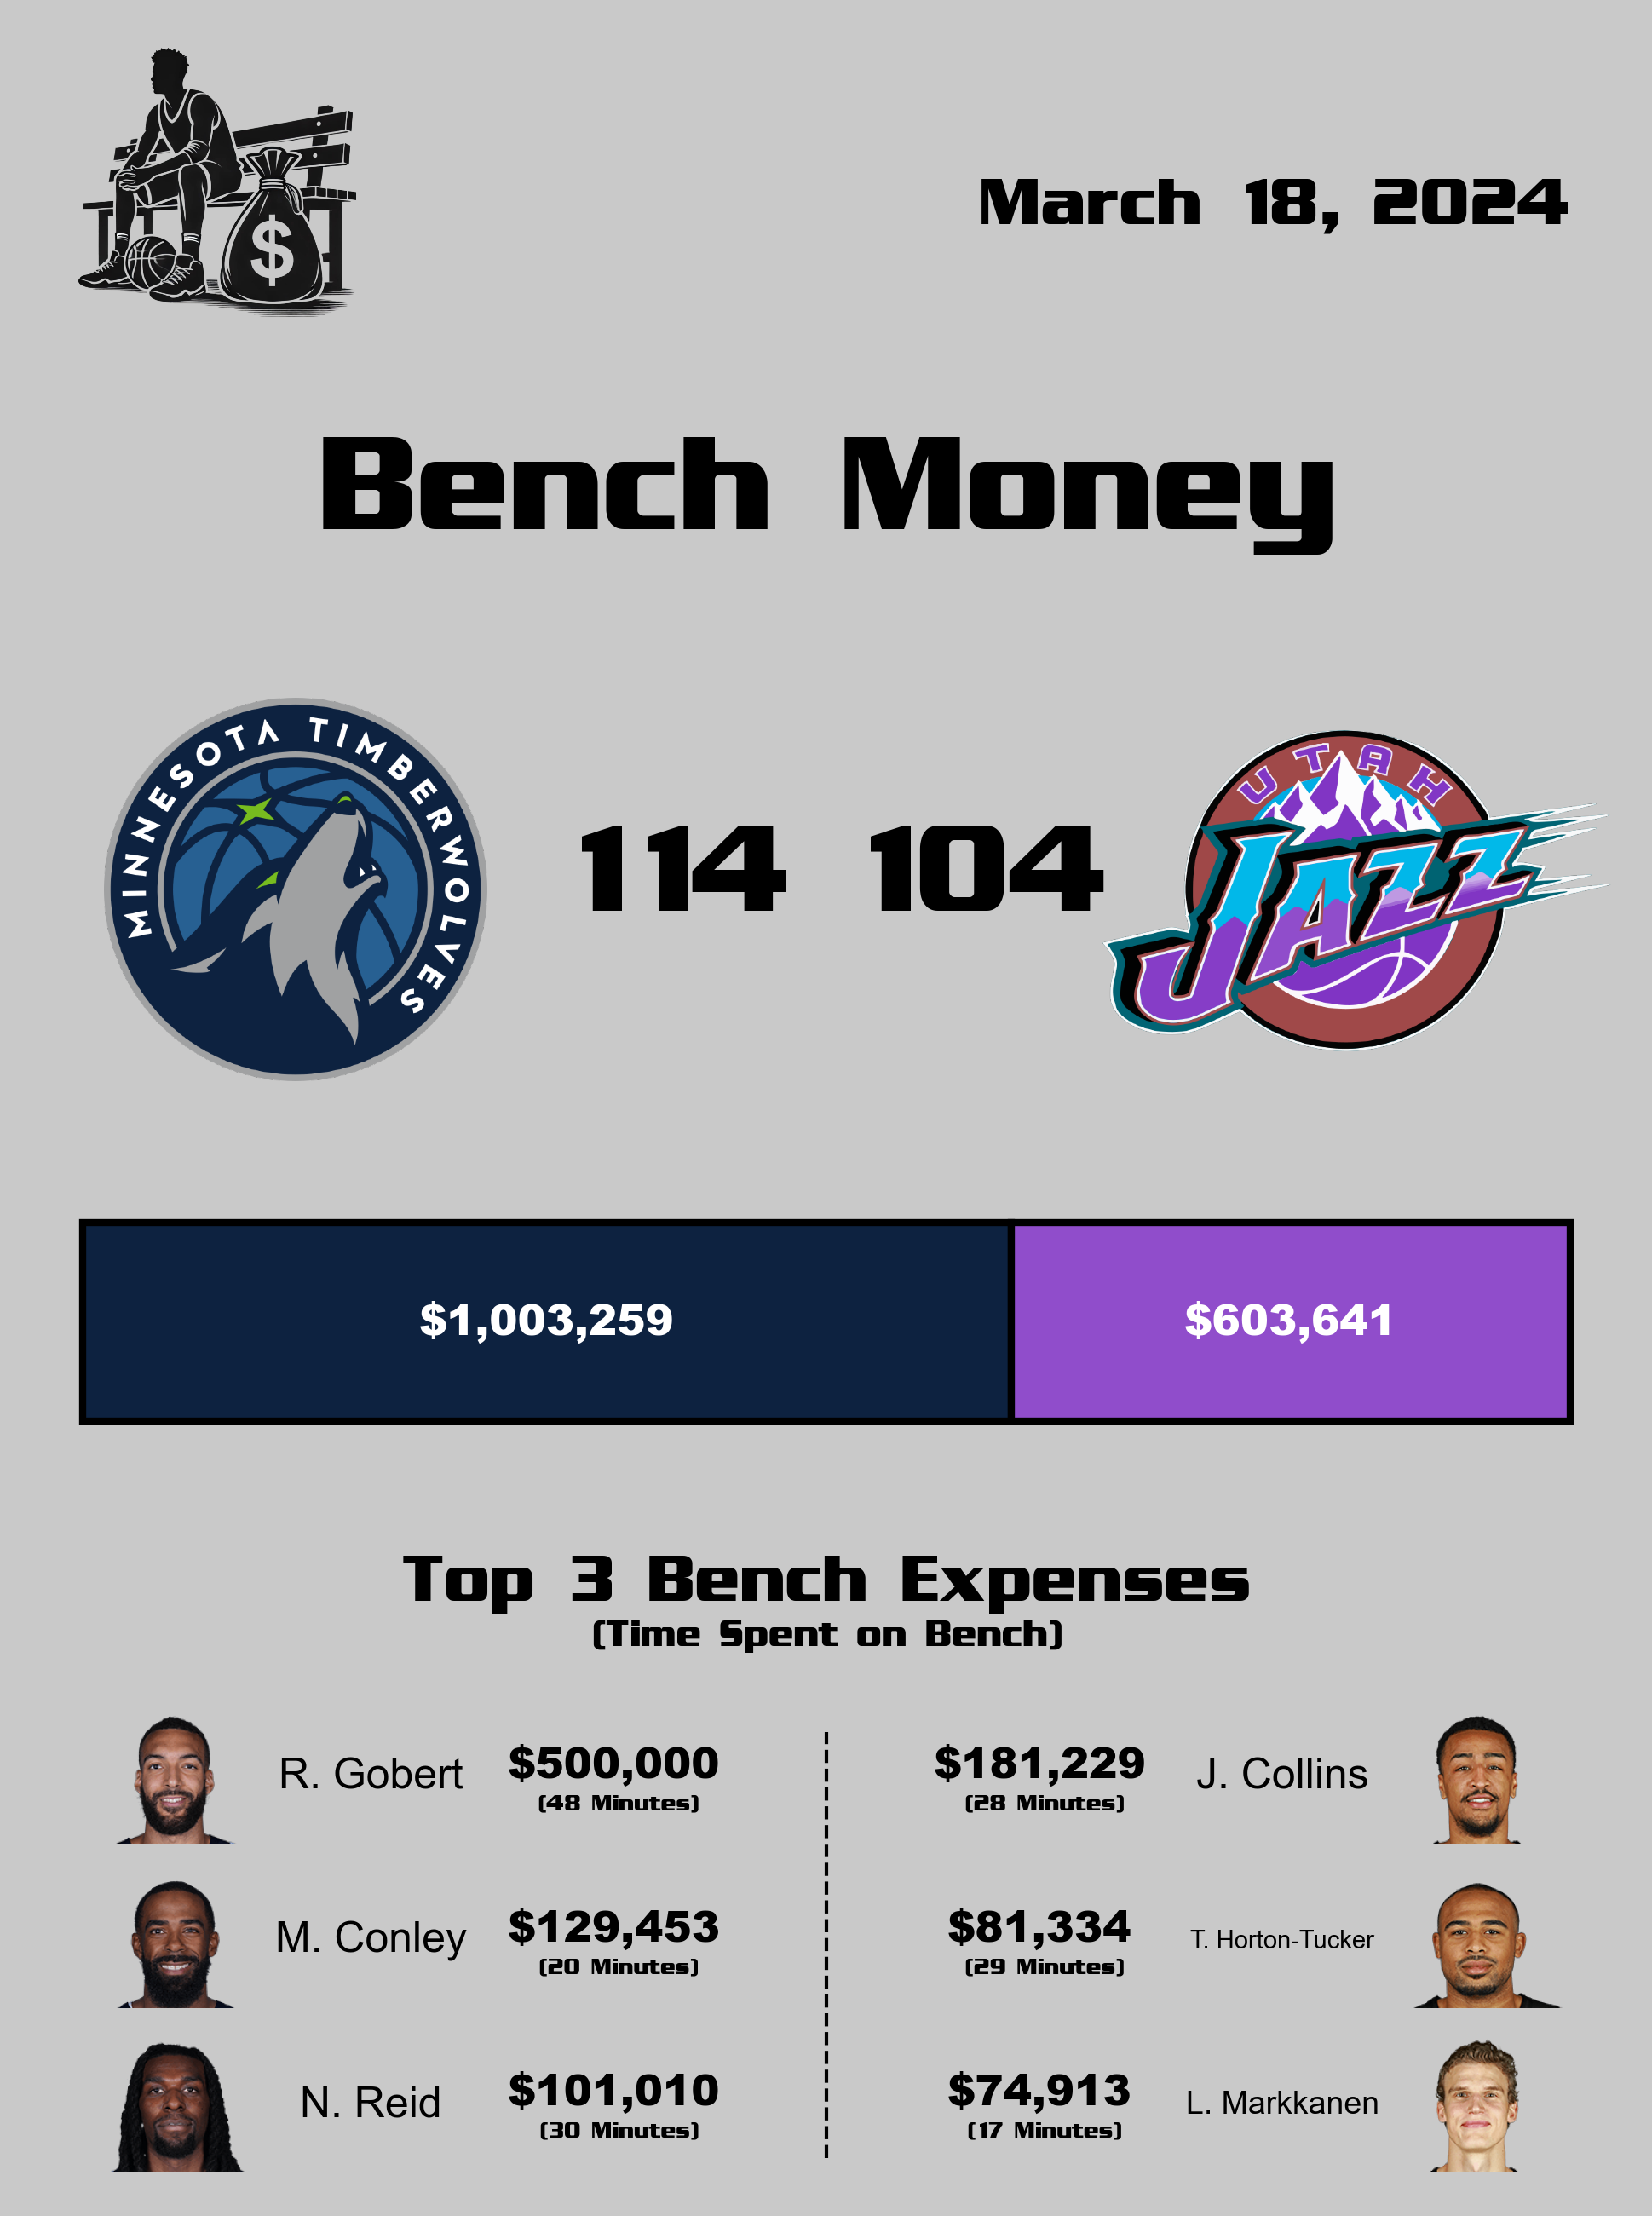 $
March 18, 2024
Bench Money
MINNESOTA TIMBERWOLVES
114 104
UTAH
JAZZ
$1,003,259 $603,641
Top 3 Bench Expenses
(Time Spent on Bench)
R. Gobert $500,000 $181,229 J. Collins
(48 Minutes) (28 Minutes)
M. Conley $129,453 $81,334 T. Horton-Tucker
(20 Minutes) (29 Minutes)
N. Reid $101,010 $74,913 L. Markkanen
(30 Minutes) (17 Minutes)